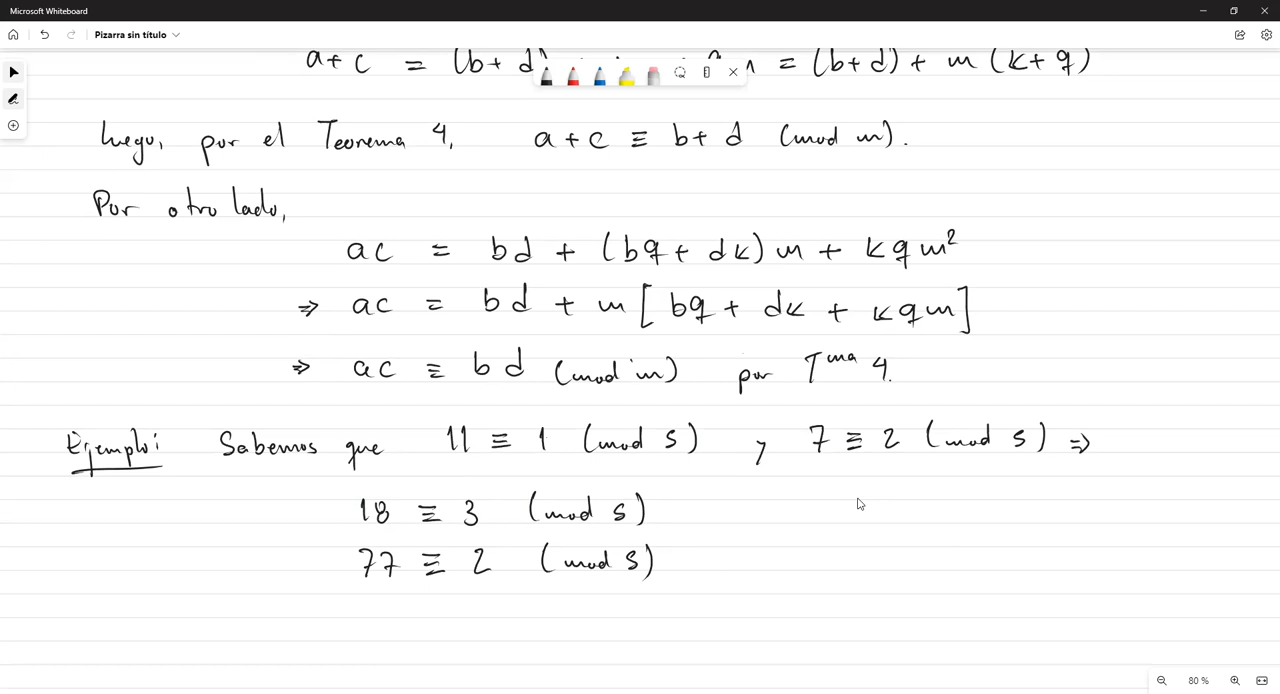 Microsoft Whiteboard
Pizarra sin título
a + c = (b + d) = (b + d) + m (k + q)
luego, por el Teorema 4, a + c ≡ b + d (mod m).
Por otro lado,
ac = bd + (bq + dk) m + kqm²
⇒ ac = bd + m [bq + dk + kqm]
⇒ ac ≡ bd (mod m) por Tma 4.
Ejemplo: Sabemos que 11 ≡ 1 (mod 5) y 7 ≡ 2 (mod 5) ⇒
18 ≡ 3 (mod 5)
77 ≡ 2 (mod 5)
80 %